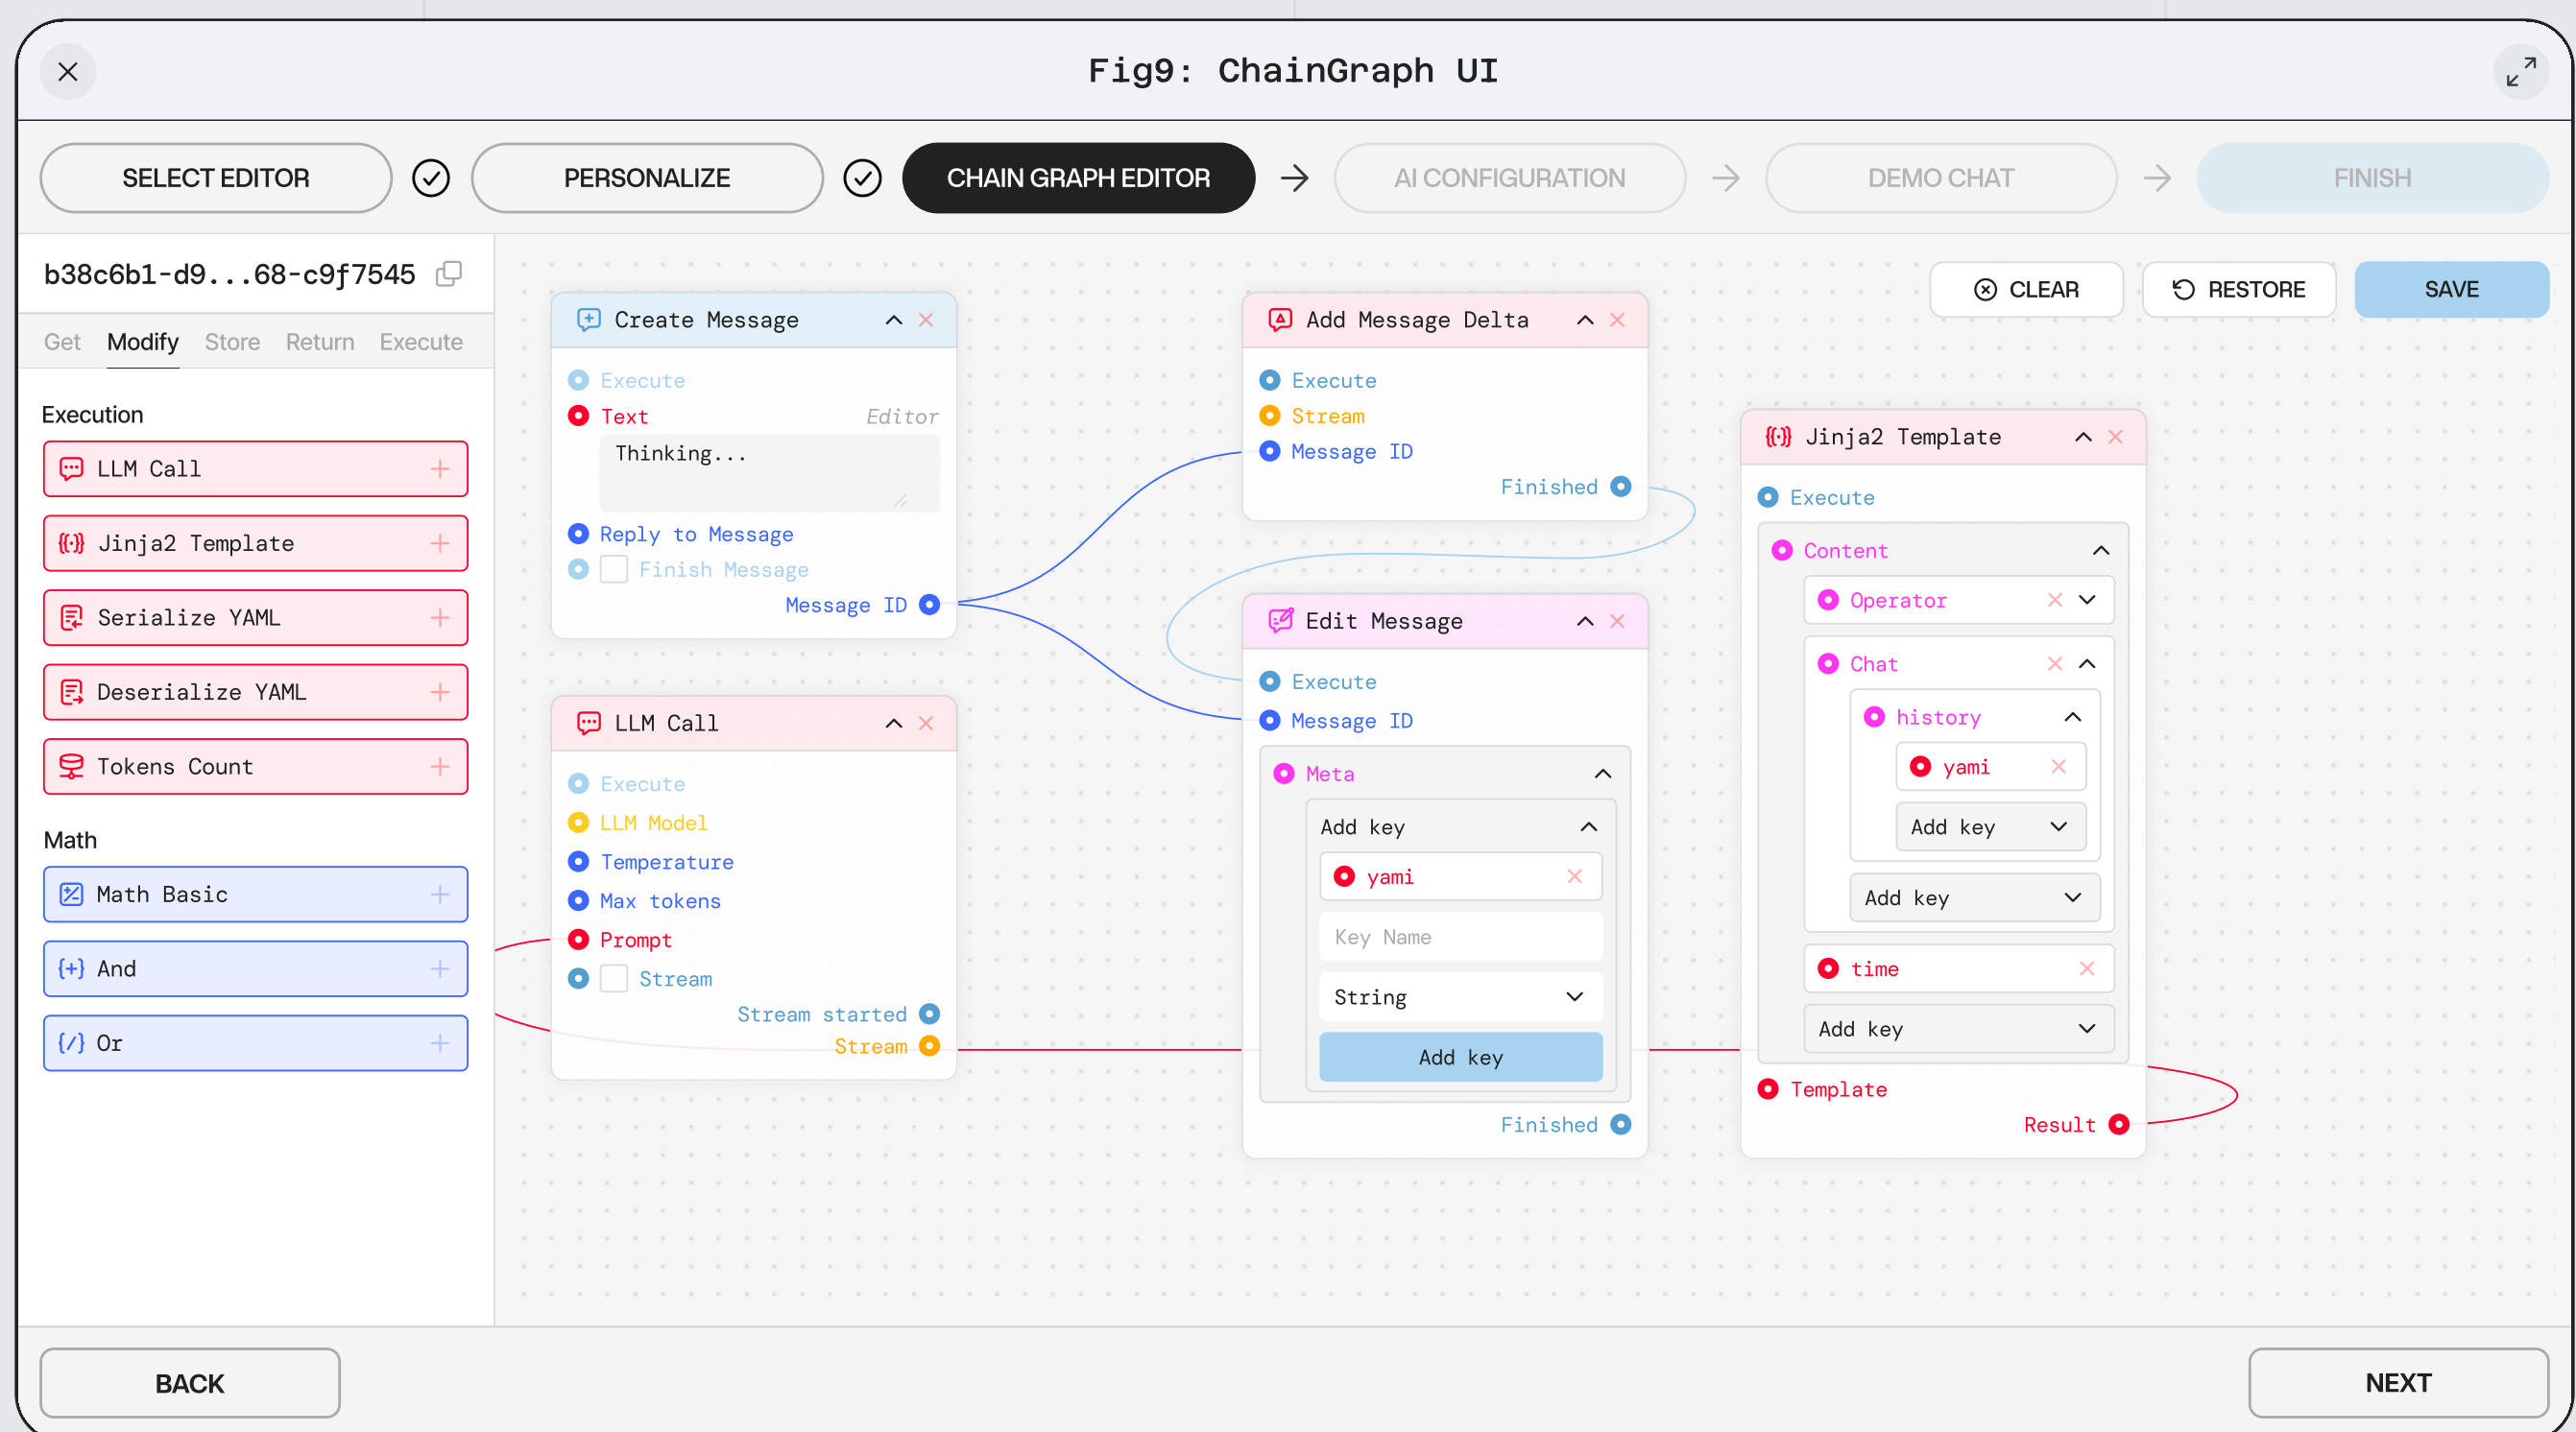 Fig9: ChainGraph UI
SELECT EDITOR
PERSONALIZE
CHAIN GRAPH EDITOR
AI CONFIGURATION
DEMO CHAT
FINISH
b38c6b1-d9...68-c9f7545
Get Modify Store Return Execute
Execution
LLM Call
Jinja2 Template
Serialize YAML
Deserialize YAML
Tokens Count
Math
Math Basic
And
Or
CLEAR
RESTORE
SAVE
Create Message
Execute
Text Editor
Thinking...
Reply to Message
Finish Message
Message ID
LLM Call
Execute
LLM Model
Temperature
Max tokens
Prompt
Stream
Stream started
Stream
Add Message Delta
Execute
Stream
Message ID
Finished
Edit Message
Execute
Message ID
Meta
Add key
yami
Key Name
String
Add key
Finished
Jinja2 Template
Execute
Content
Operator
Chat
history
yami
Add key
Add key
time
Add key
Template
Result
BACK
NEXT